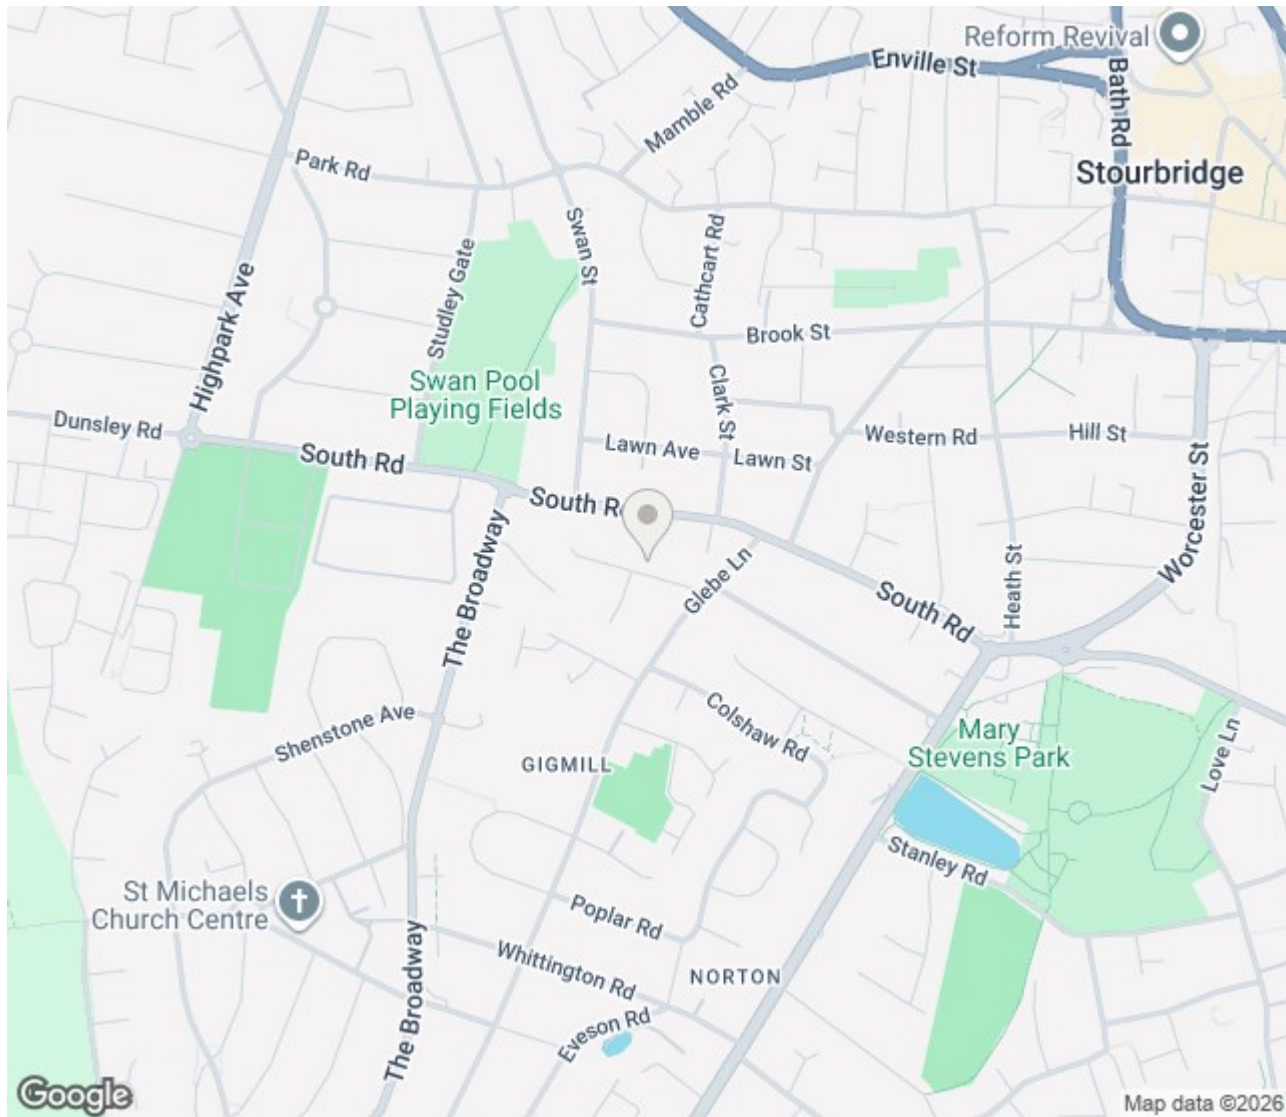 Reform Revival
Enville St
Bath Rd
Mamble Rd
Park Rd
Stourbridge
Swan St
Cathcart Rd
Studley Gate
Highpark Ave
Brook St
Swan Pool
Playing Fields
Clark St
Dunsley Rd
South Rd
Lawn Ave
Lawn St
Western Rd
Hill St
Worcester St
South R
The Broadway
Glebe Ln
Heath St
South Rd
Shenstone Ave
Colshaw Rd
Mary
Stevens Park
Love Ln
GIGMILL
Stanley Rd
St Michaels
Church Centre
Poplar Rd
Whittington Rd
NORTON
The Broadway
Eveson Rd
Google
Map data ©2026